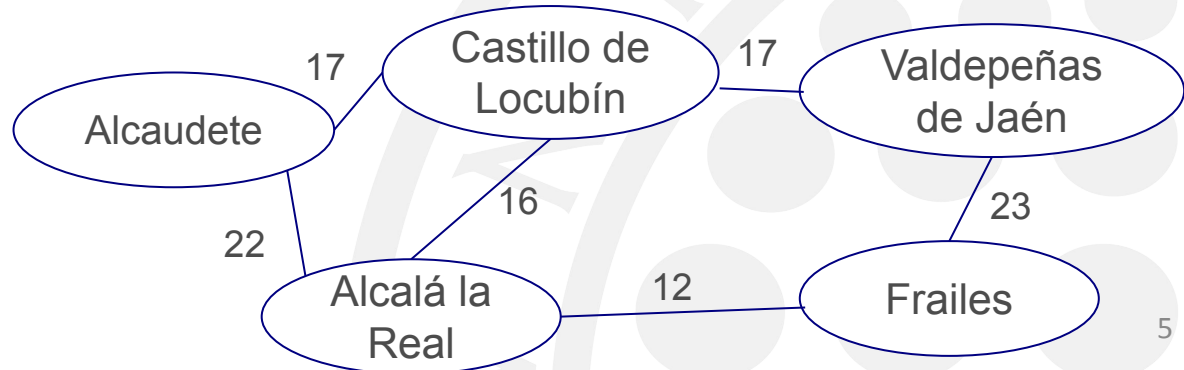 Castillo de
Locubín
17
17
Valdepeñas
de Jaén
Alcaudete
16
23
22
Alcalá la
Real
12
Frailes
5